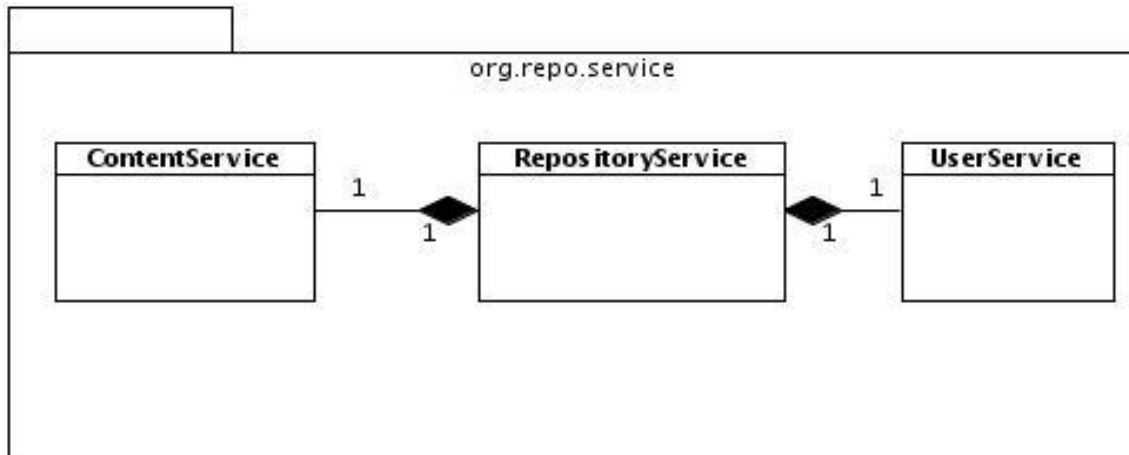 org.repo.service
ContentService
RepositoryService
UserService
1
1
1
1